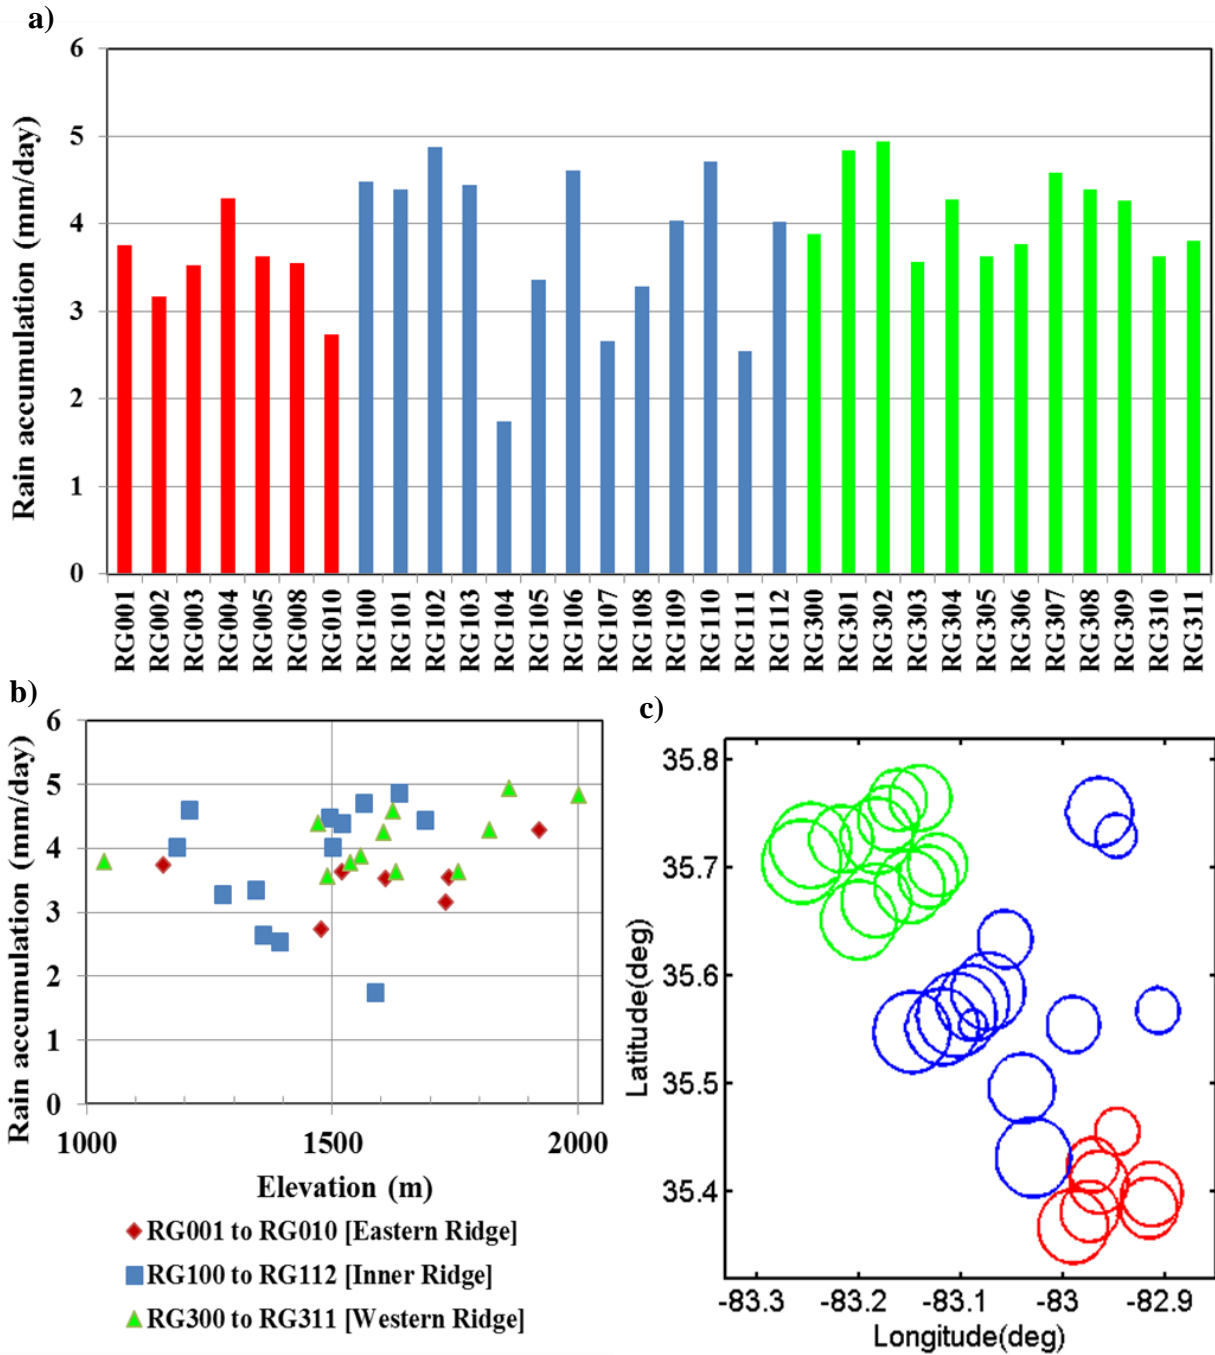 a)
Rain accumulation (mm/day)
6
5
4
3
2
1
0
RG001
RG002
RG003
RG004
RG005
RG008
RG010
RG100
RG101
RG102
RG103
RG104
RG105
RG106
RG107
RG108
RG109
RG110
RG111
RG112
RG300
RG301
RG302
RG303
RG304
RG305
RG306
RG307
RG308
RG309
RG310
RG311
b)
Rain accumulation (mm/day)
6
5
4
3
2
1
0
1000 1500 2000
Elevation (m)
RG001 to RG010 [Eastern Ridge]
RG100 to RG112 [Inner Ridge]
RG300 to RG311 [Western Ridge]
c)
Latitude(deg)
35.8
35.7
35.6
35.5
35.4
-83.3 -83.2 -83.1 -83 -82.9
Longitude(deg)